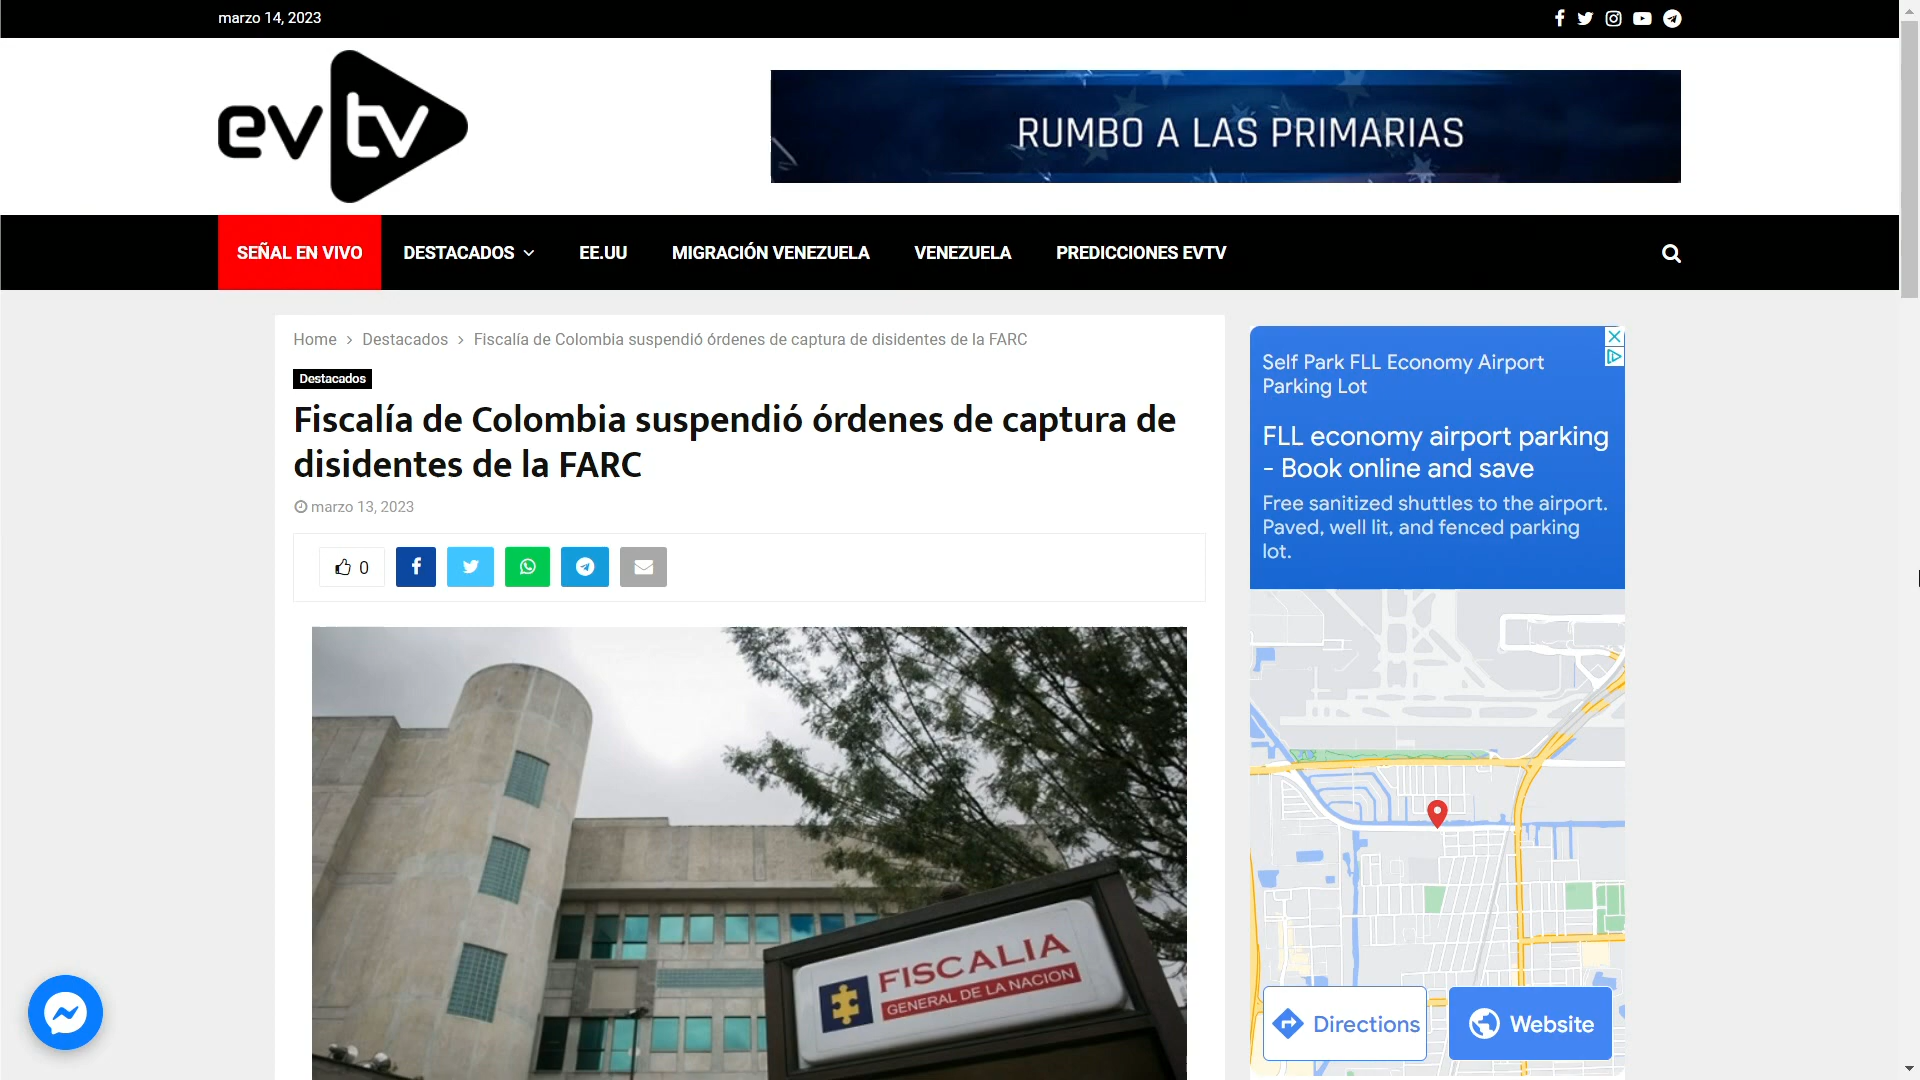 marzo 14, 2023
evtv
RUMBO A LAS PRIMARIAS
SEÑAL EN VIVO
DESTACADOS
EE.UU
MIGRACIÓN VENEZUELA
VENEZUELA
PREDICCIONES EVTV
Home > Destacados > Fiscalía de Colombia suspendió órdenes de captura de disidentes de la FARC
Destacados
Fiscalía de Colombia suspendió órdenes de captura de
disidentes de la FARC
marzo 13, 2023
0
FISCALIA
GENERAL DE LA NACION
Self Park FLL Economy Airport
Parking Lot
FLL economy airport parking
- Book online and save
Free sanitized shuttles to the airport.
Paved, well lit, and fenced parking
lot.
Directions
Website